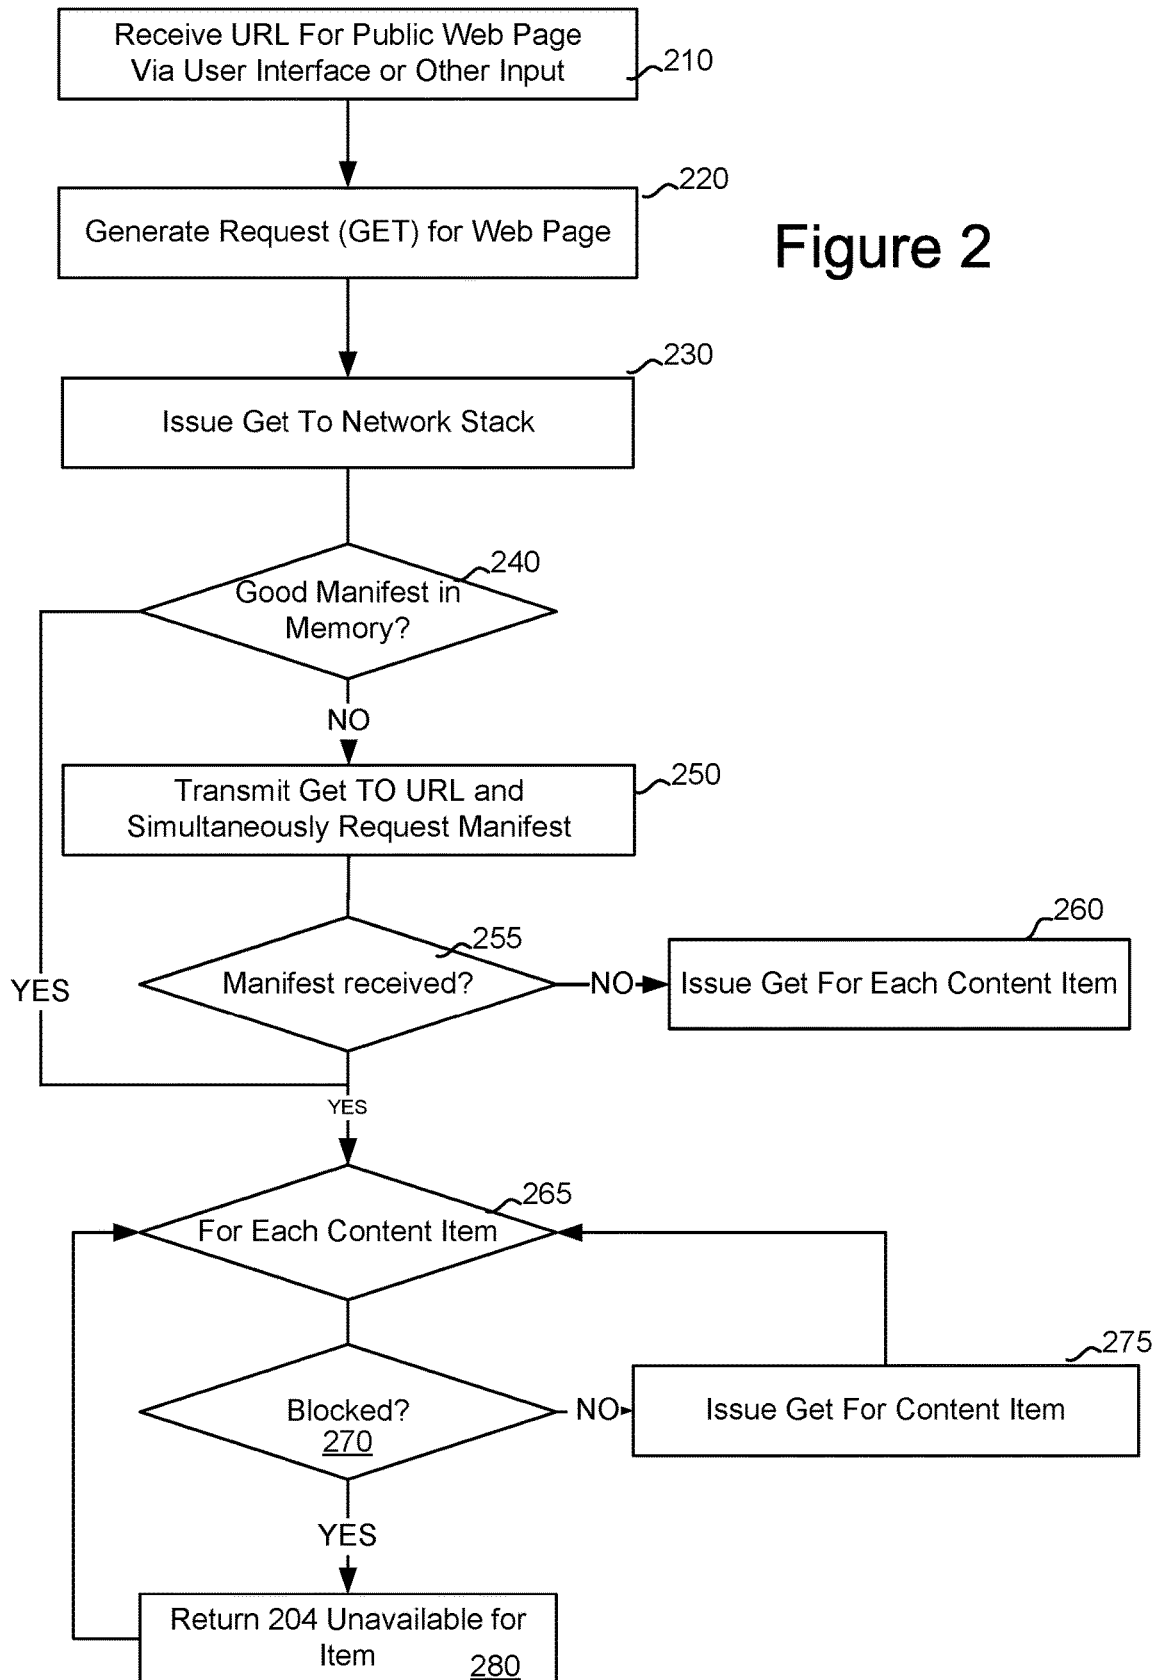 Receive URL For Public Web Page
Via User Interface or Other Input
210
220
Generate Request (GET) for Web Page
Figure 2
230
Issue Get To Network Stack
240
Good Manifest in
Memory?
NO
250
Transmit Get TO URL and
Simultaneously Request Manifest
260
255
Manifest received?
NO
Issue Get For Each Content Item
YES
YES
265
For Each Content Item
275
Blocked?
270
NO
Issue Get For Content Item
YES
Return 204 Unavailable for
Item
280